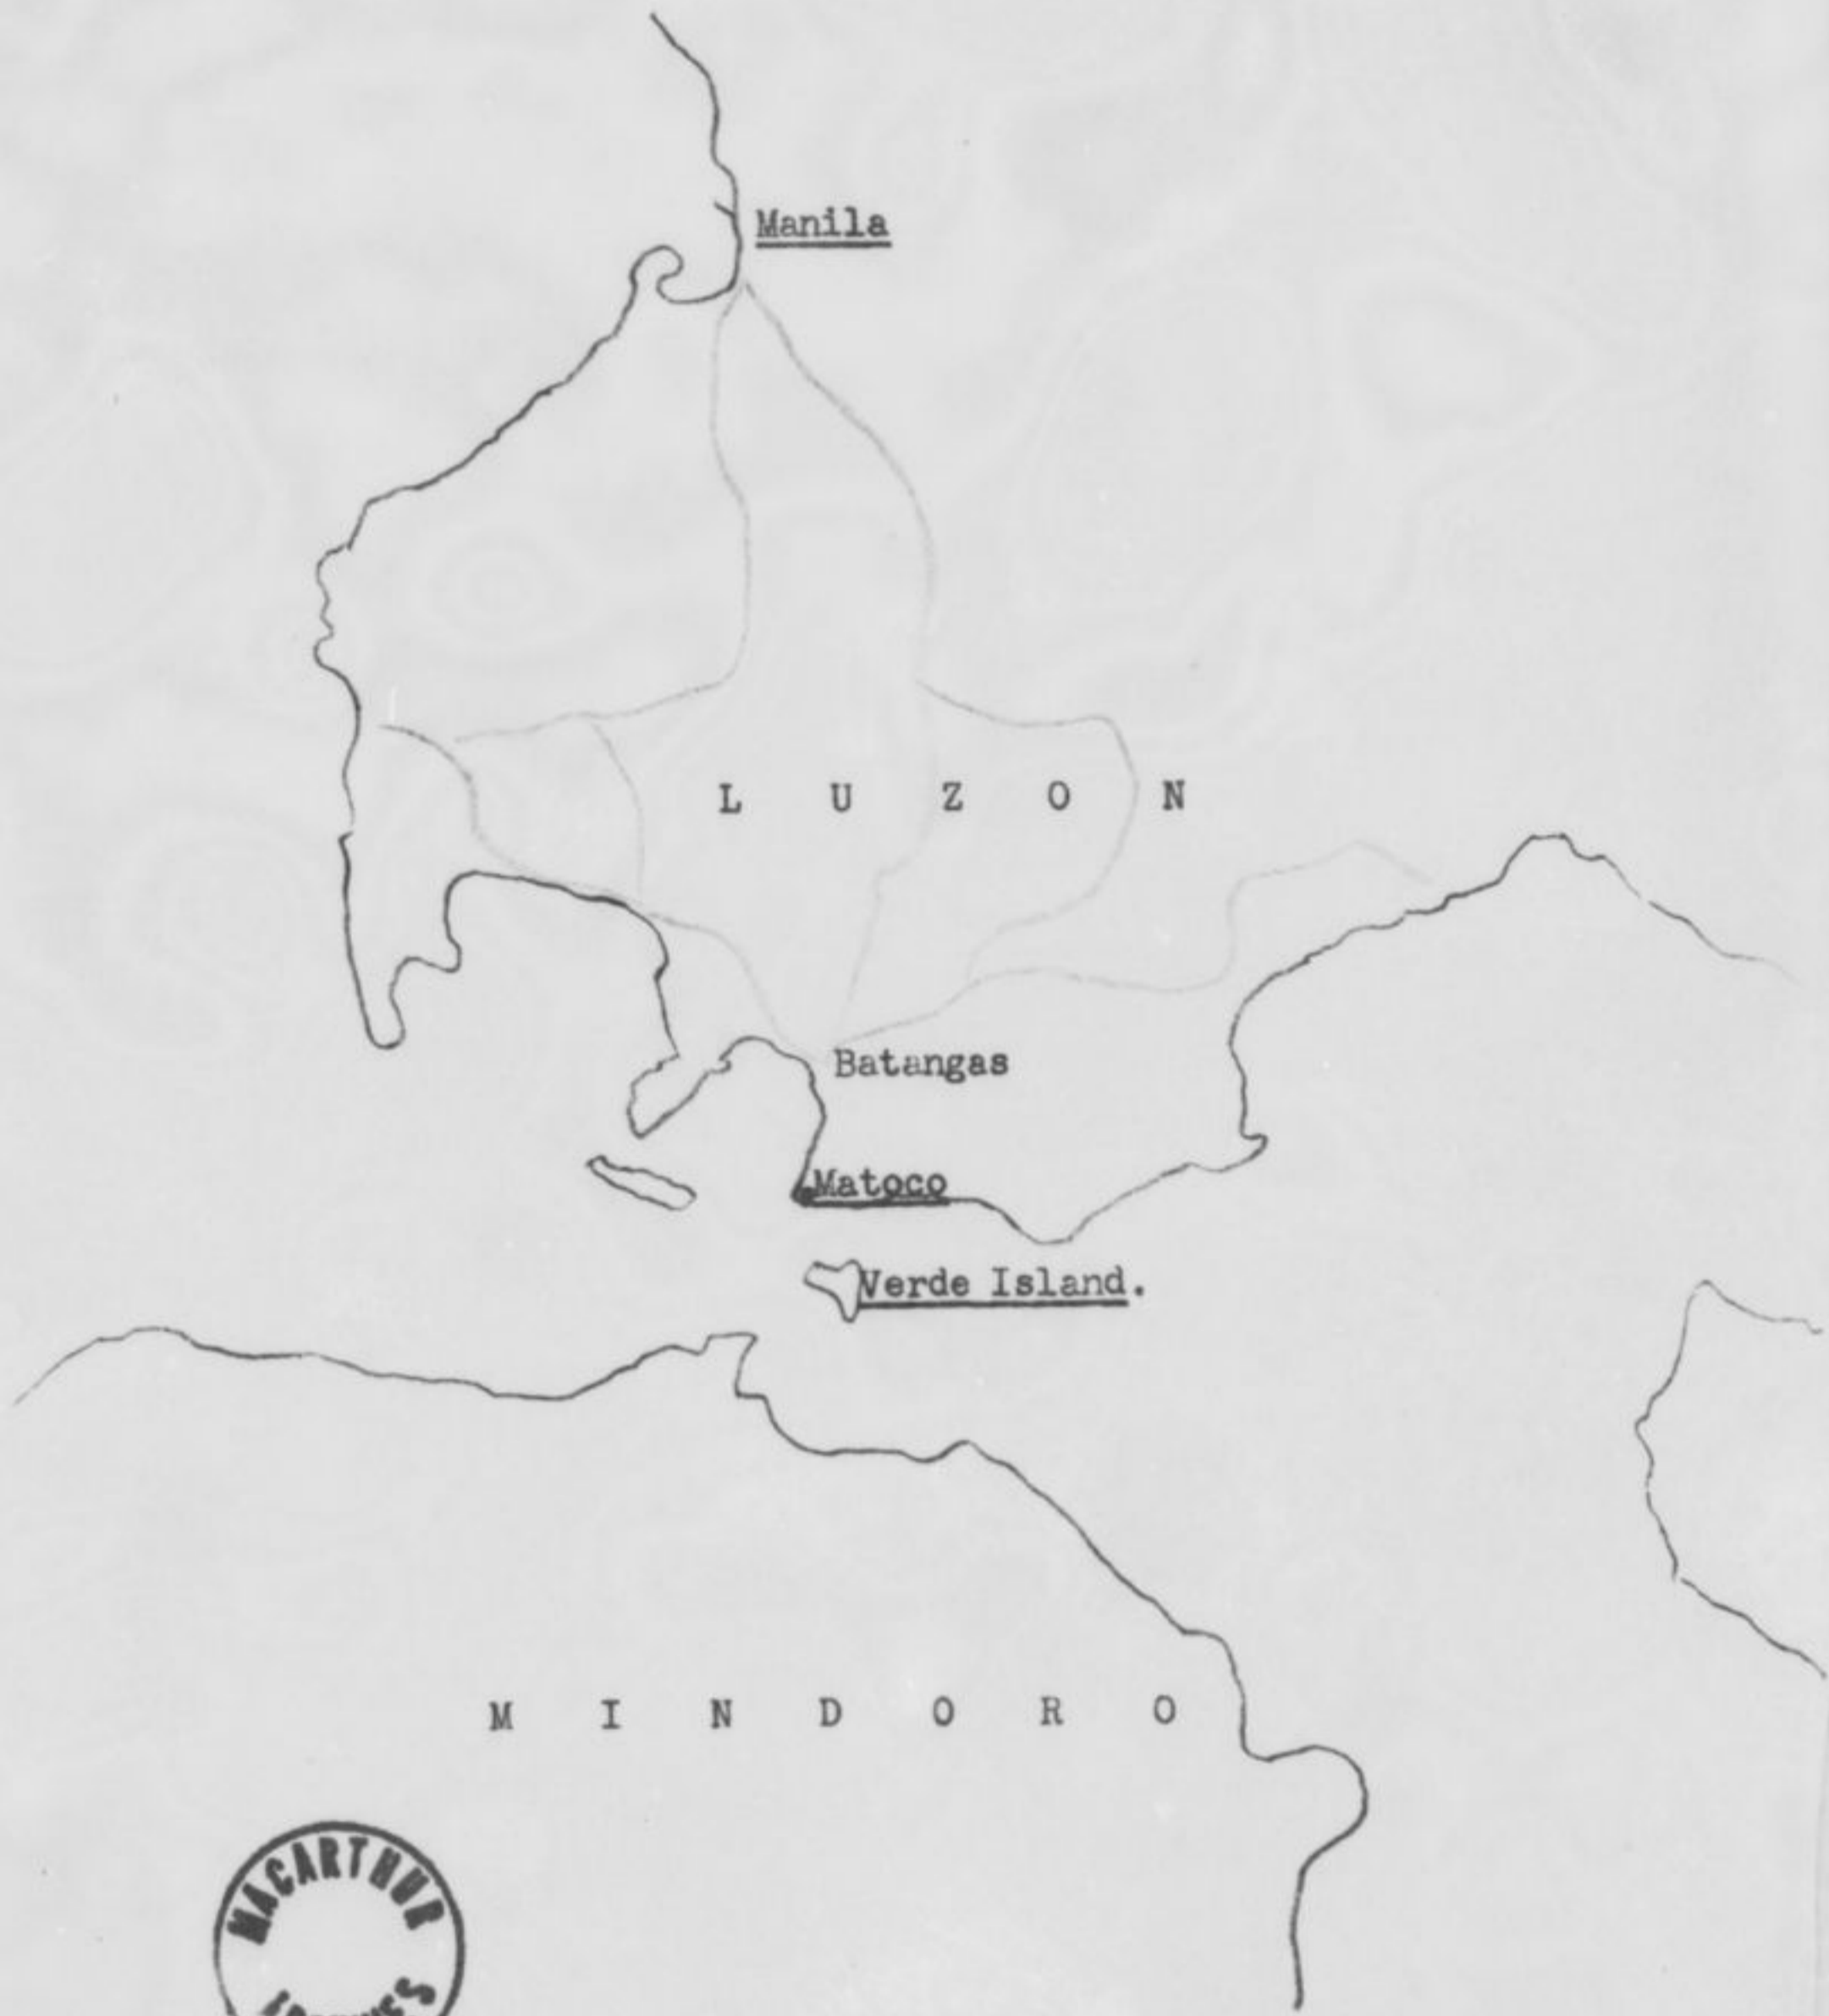 Manila
L U Z O N
Batangas
Matoco
Verde Island.
M I N D O R O
MACARTHUR